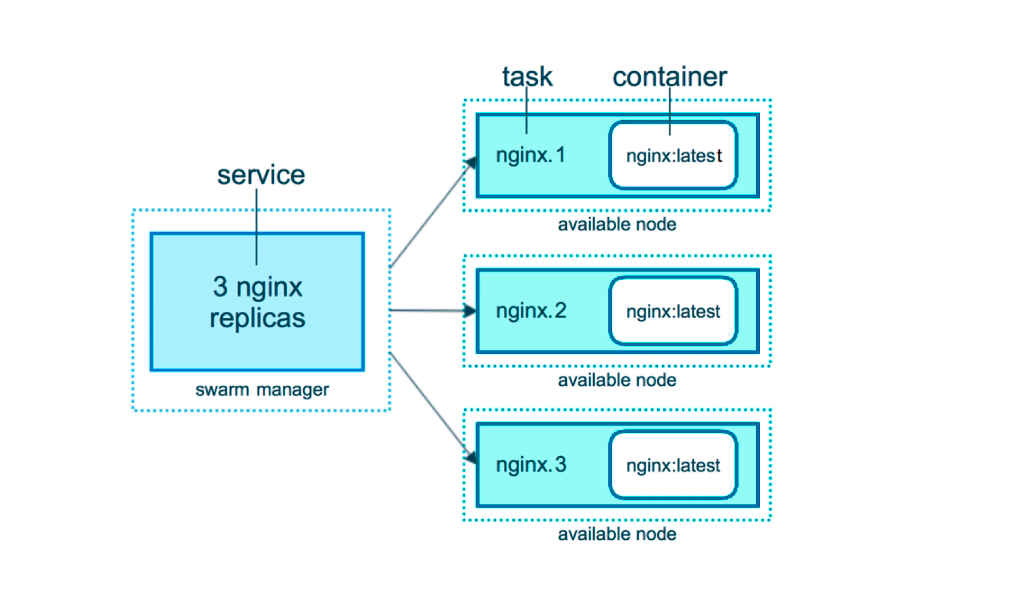 task
container
nginx.1
nginx:latest
available node
service
3 nginx
replicas
swarm manager
nginx.2
nginx:latest
available node
nginx.3
nginx:latest
available node